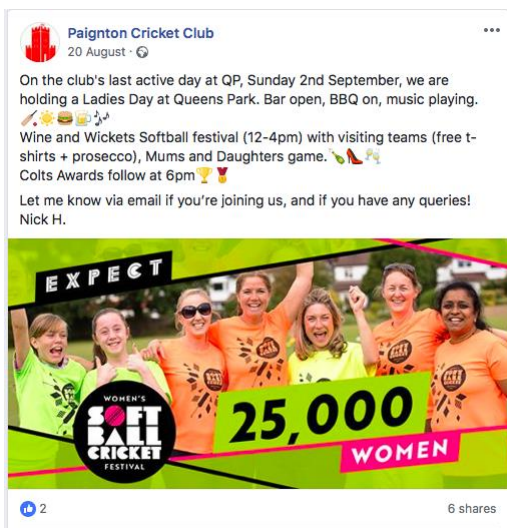 Paignton Cricket Club
20 August ·
On the club's last active day at QP, Sunday 2nd September, we are
holding a Ladies Day at Queens Park. Bar open, BBQ on, music playing.
🏏☀️🍔🍺🎶
Wine and Wickets Softball festival (12-4pm) with visiting teams (free t-
shirts + prosecco), Mums and Daughters game.🍾👠🥂
Colts Awards follow at 6pm🏆🏅
Let me know via email if you're joining us, and if you have any queries!
Nick H.
EXPECT
WOMEN'S
SOFT
BALL
CRICKET
FESTIVAL
25,000
WOMEN
2
6 shares